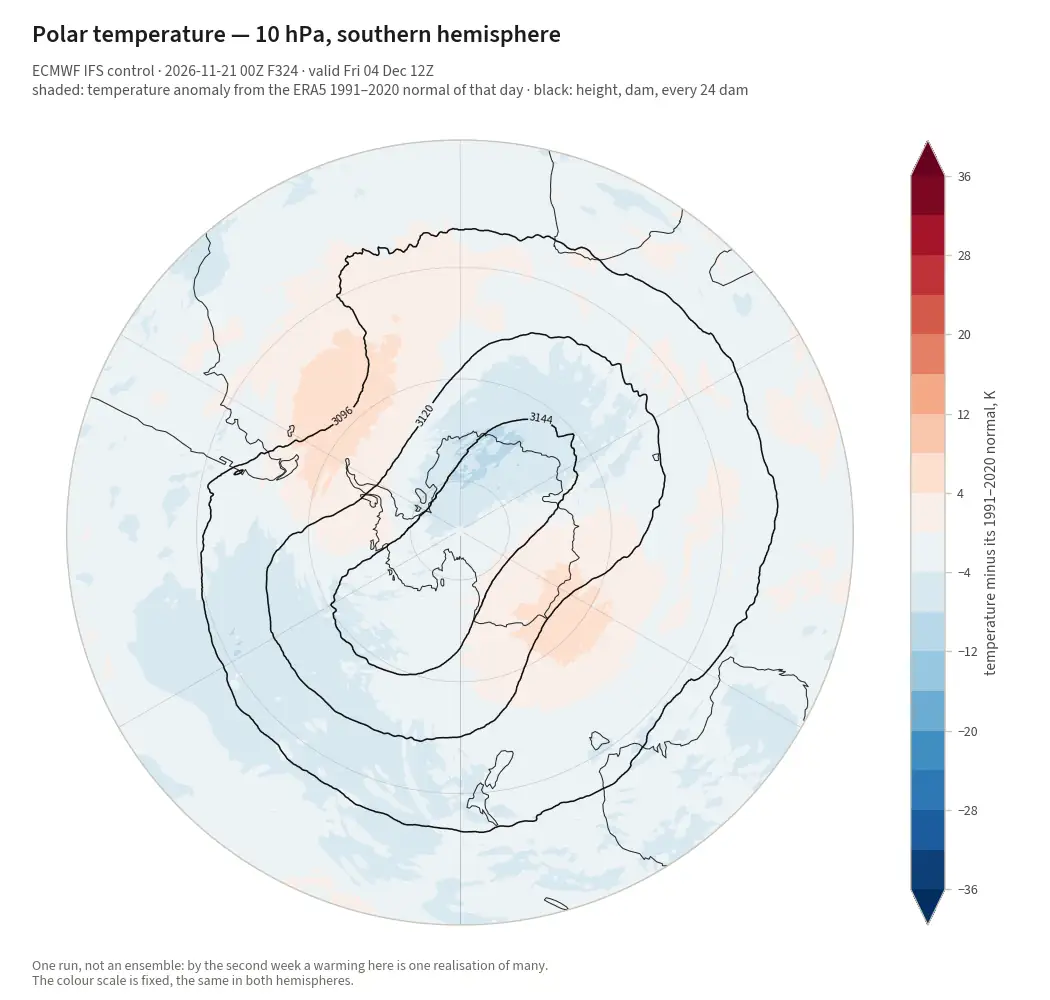 Polar temperature — 10 hPa, southern hemisphere
ECMWF IFS control · 2026-11-21 00Z F324 · valid Fri 04 Dec 12Z
shaded: temperature anomaly from the ERA5 1991–2020 normal of that day · black: height, dam, every 24 dam
36
28
20
12
4
−4
−12
−20
−28
−36
temperature minus its 1991–2020 normal, K
3096
3120
3144
One run, not an ensemble: by the second week a warming here is one realisation of many.
The colour scale is fixed, the same in both hemispheres.